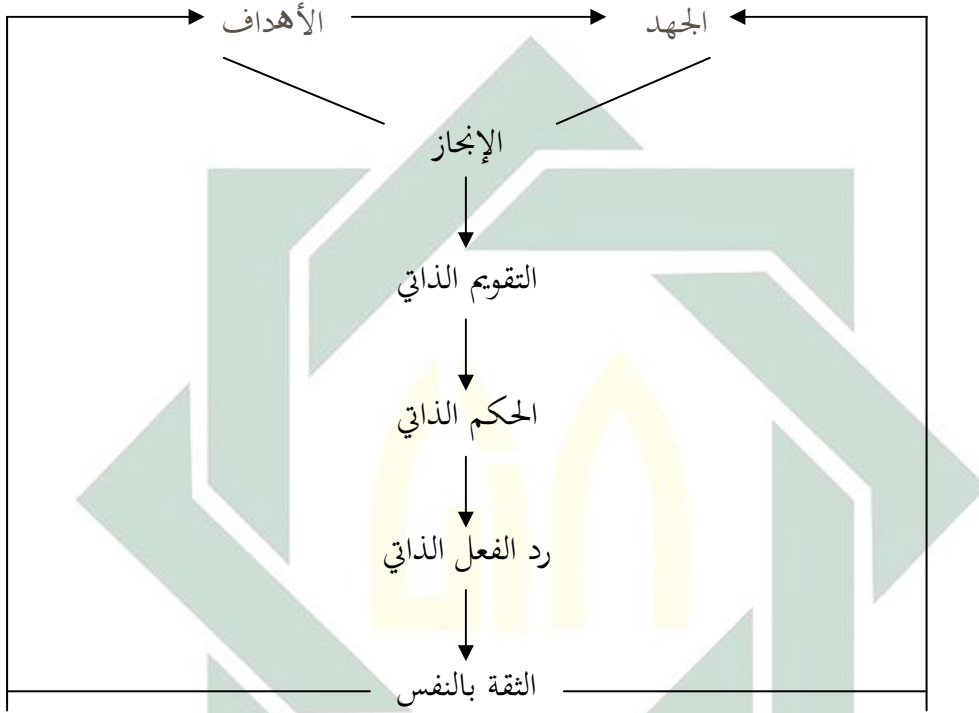 الجهد الأهداف
الإنجاز
التقويم الذاتي
الحكم الذاتي
رد الفعل الذاتي
الثقة بالنفس